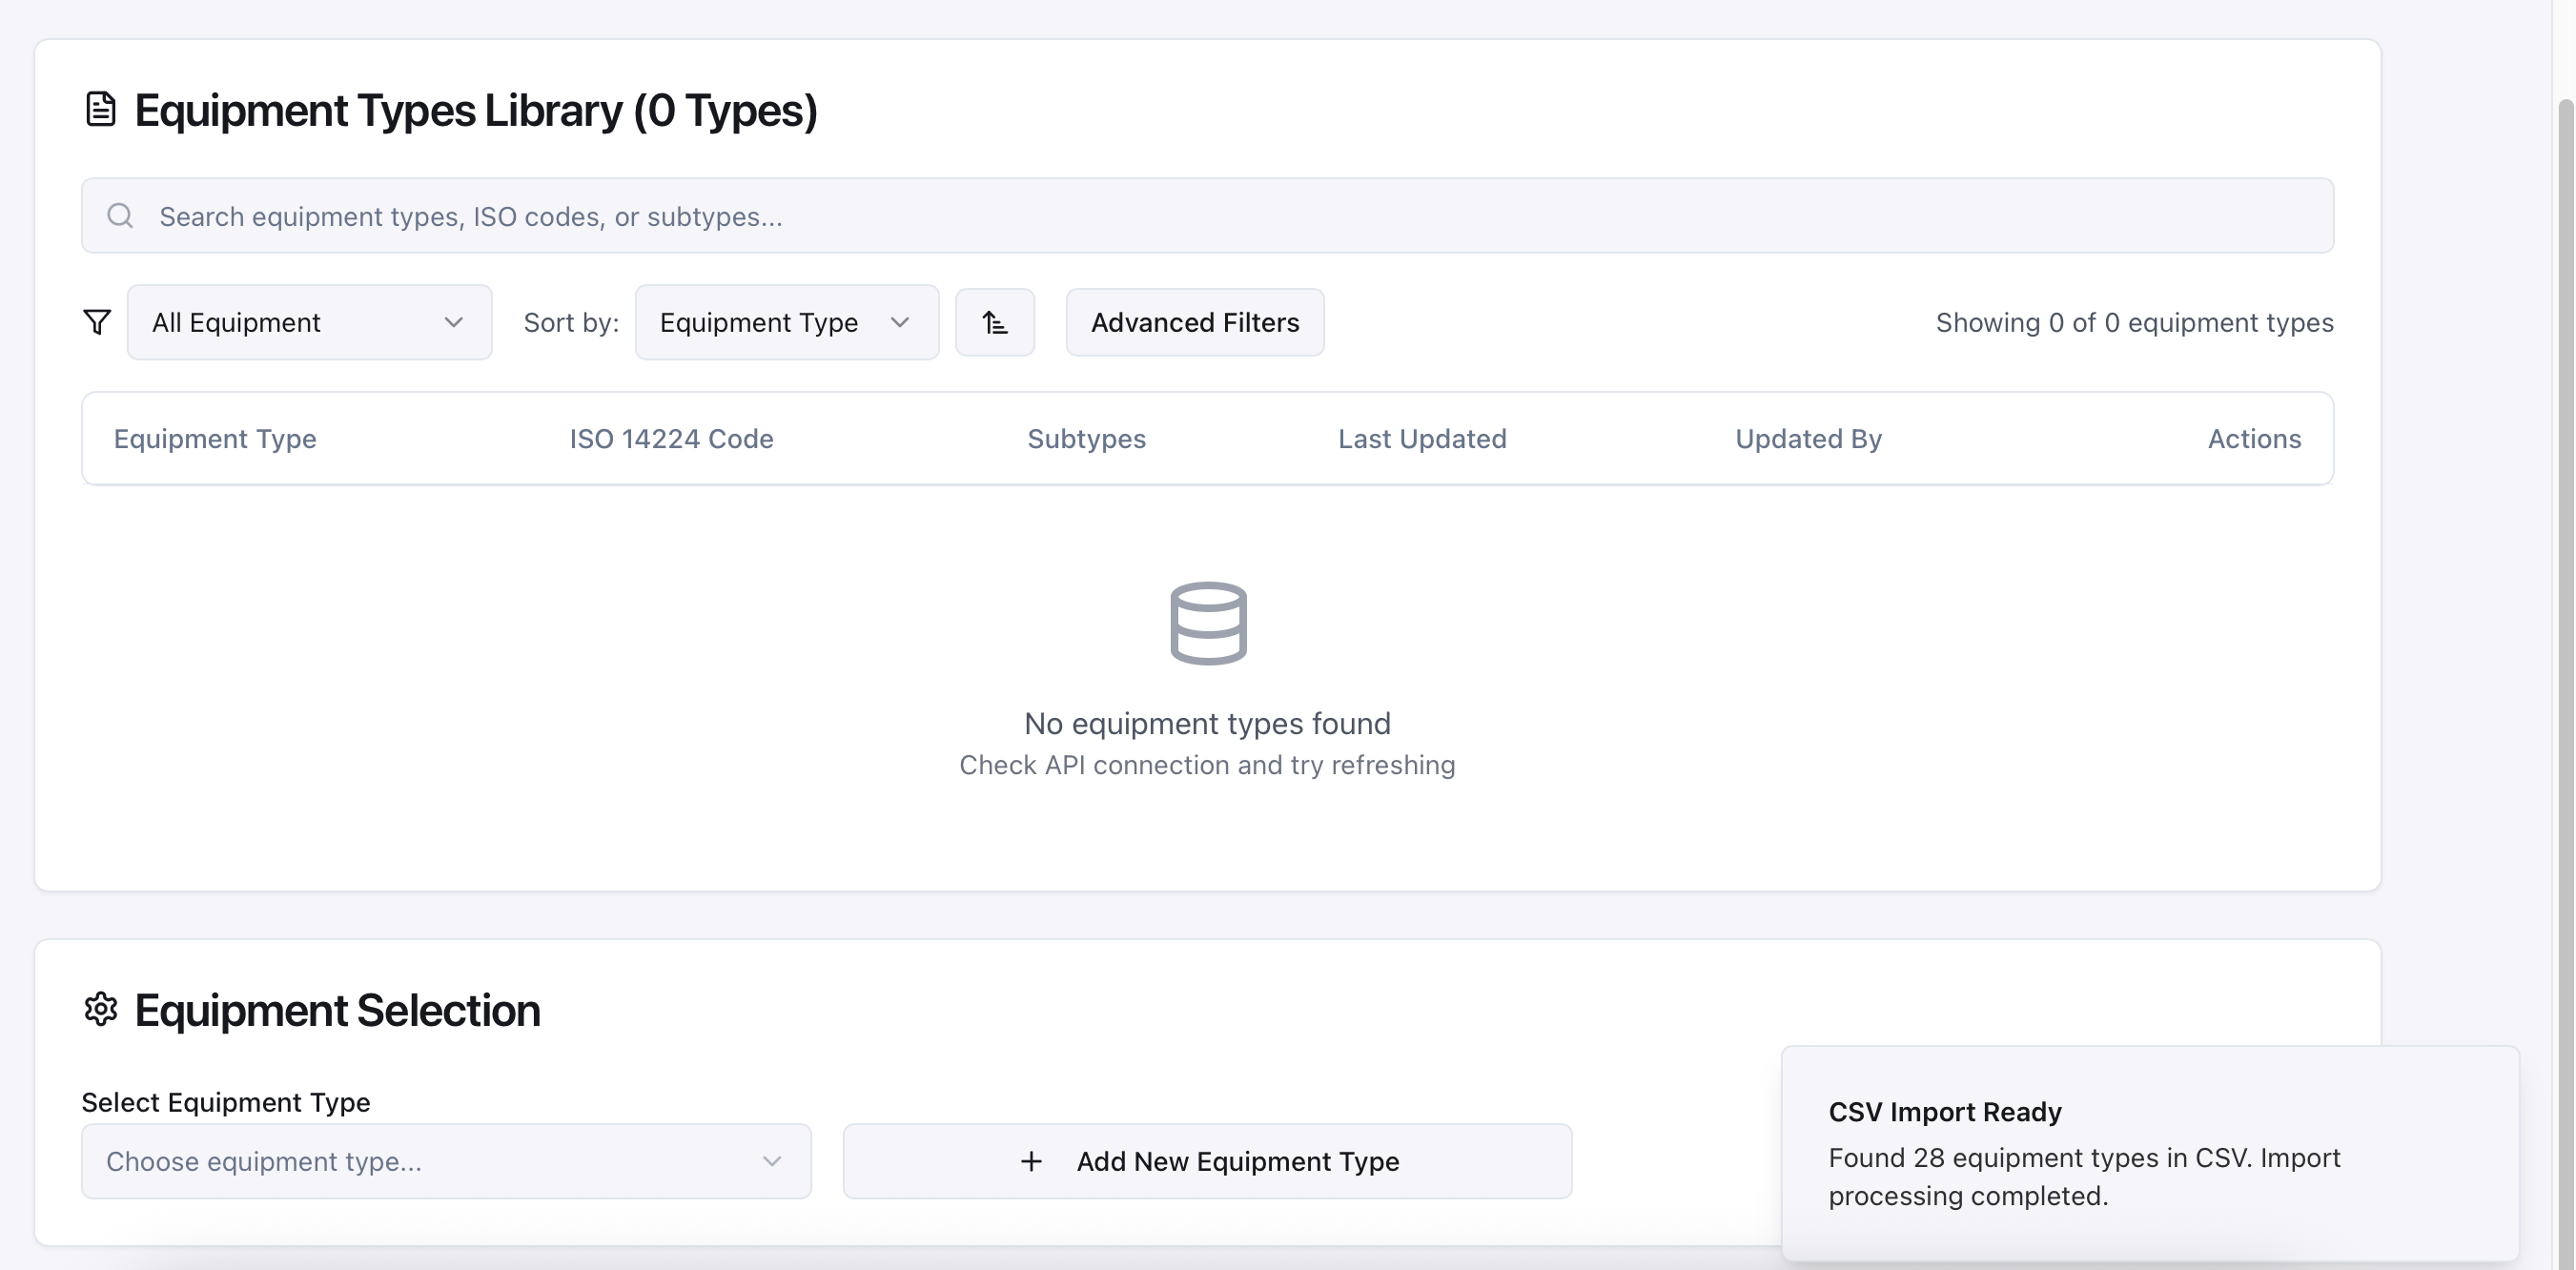 Equipment Types Library (0 Types)
Search equipment types, ISO codes, or subtypes...
All Equipment
Sort by:
Equipment Type
Advanced Filters
Showing 0 of 0 equipment types
Equipment Type
ISO 14224 Code
Subtypes
Last Updated
Updated By
Actions
No equipment types found
Check API connection and try refreshing
Equipment Selection
Select Equipment Type
Choose equipment type...
Add New Equipment Type
CSV Import Ready
Found 28 equipment types in CSV. Import
processing completed.